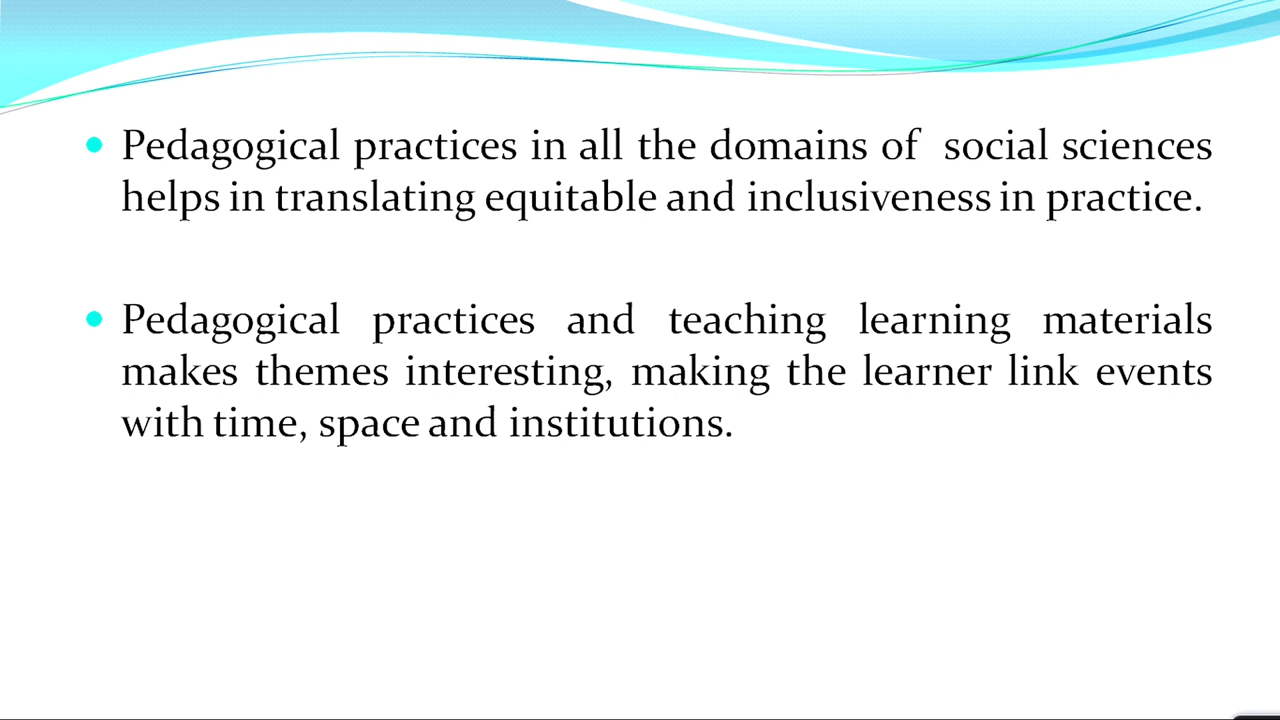 Pedagogical practices in all the domains of social sciences
helps in translating equitable and inclusiveness in practice.
Pedagogical practices and teaching learning materials
makes themes interesting, making the learner link events
with time, space and institutions.